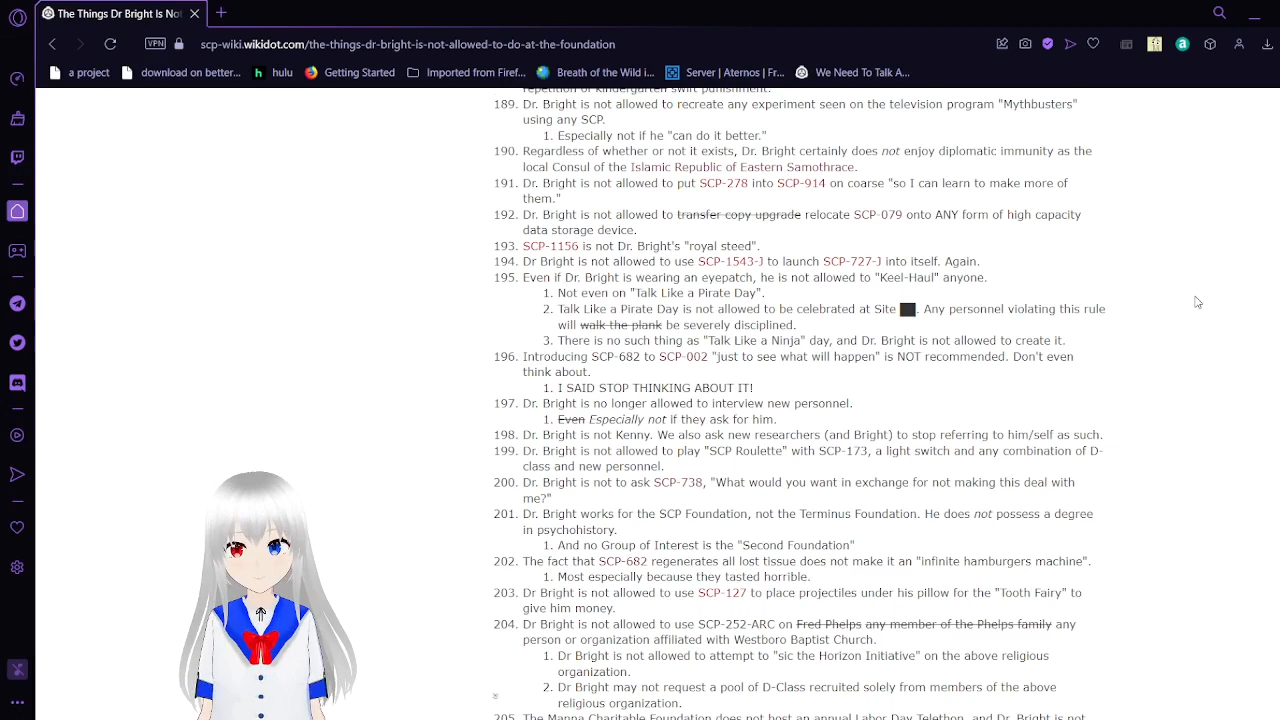 The Things Dr Bright Is Not
VPN
scp-wiki.wikidot.com/the-things-dr-bright-is-not-allowed-to-do-at-the-foundation
a project
download on better...
hulu
Getting Started
Imported from Firef...
Breath of the Wild i...
Server | Aternos | Fr...
We Need To Talk A...
repetition of kindergarten swift punishment.
189. Dr. Bright is not allowed to recreate any experiment seen on the television program "Mythbusters"
using any SCP.
1. Especially not if he "can do it better."
190. Regardless of whether or not it exists, Dr. Bright certainly does not enjoy diplomatic immunity as the
local Consul of the Islamic Republic of Eastern Samothrace.
191. Dr. Bright is not allowed to put SCP-278 into SCP-914 on coarse "so I can learn to make more of
them."
192. Dr. Bright is not allowed to transfer copy upgrade relocate SCP-079 onto ANY form of high capacity
data storage device.
193. SCP-1156 is not Dr. Bright's "royal steed".
194. Dr Bright is not allowed to use SCP-1543-J to launch SCP-727-J into itself. Again.
195. Even if Dr. Bright is wearing an eyepatch, he is not allowed to "Keel-Haul" anyone.
1. Not even on "Talk Like a Pirate Day".
2. Talk Like a Pirate Day is not allowed to be celebrated at Site ██. Any personnel violating this rule
will walk the plank be severely disciplined.
3. There is no such thing as "Talk Like a Ninja" day, and Dr. Bright is not allowed to create it.
196. Introducing SCP-682 to SCP-002 "just to see what will happen" is NOT recommended. Don't even
think about.
1. I SAID STOP THINKING ABOUT IT!
197. Dr. Bright is no longer allowed to interview new personnel.
1. Even Especially not if they ask for him.
198. Dr. Bright is not Kenny. We also ask new researchers (and Bright) to stop referring to him/self as such.
199. Dr. Bright is not allowed to play "SCP Roulette" with SCP-173, a light switch and any combination of D-
class and new personnel.
200. Dr. Bright is not to ask SCP-738, "What would you want in exchange for not making this deal with
me?"
201. Dr. Bright works for the SCP Foundation, not the Terminus Foundation. He does not possess a degree
in psychohistory.
1. And no Group of Interest is the "Second Foundation"
202. The fact that SCP-682 regenerates all lost tissue does not make it an "infinite hamburgers machine".
1. Most especially because they tasted horrible.
203. Dr. Bright is not allowed to use SCP-127 to place projectiles under his pillow for the "Tooth Fairy" to
give him money.
204. Dr. Bright is not allowed to use SCP-252-ARC on Fred Phelps any member of the Phelps family any
person or organization affiliated with Westboro Baptist Church.
1. Dr Bright is not allowed to attempt to "sic the Horizon Initiative" on the above religious
organization.
2. Dr Bright may not request a pool of D-Class recruited solely from members of the above
religious organization.
205. The Manna Charitable Foundation does not host an annual Labor Day Telethon, and Dr. Bright is not